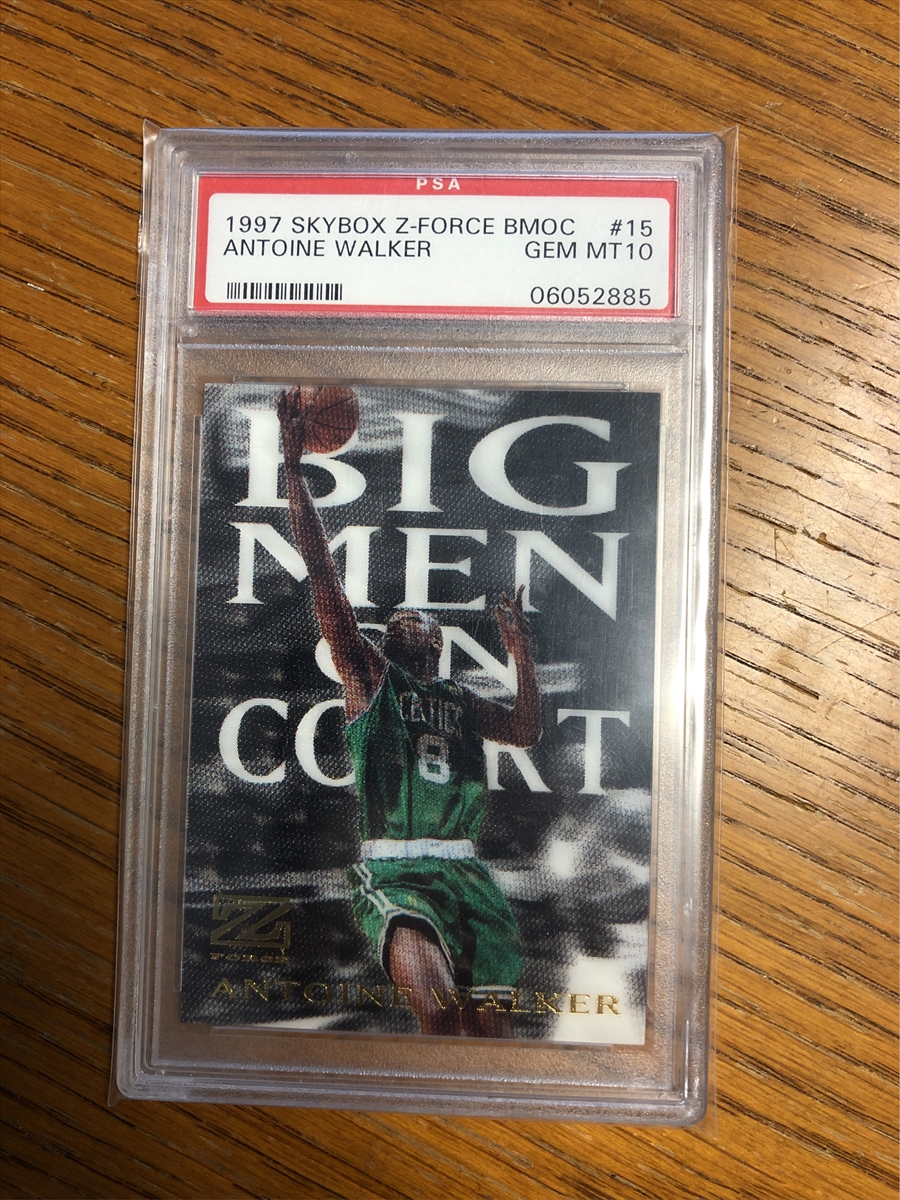 PSA
1997 SKYBOX Z-FORCE BMOC #15
ANTOINE WALKER GEM MT10
06052885
BIG
MEN
ON
COURT
CELTICS
8
Z
FORCE
ANTOINE WALKER